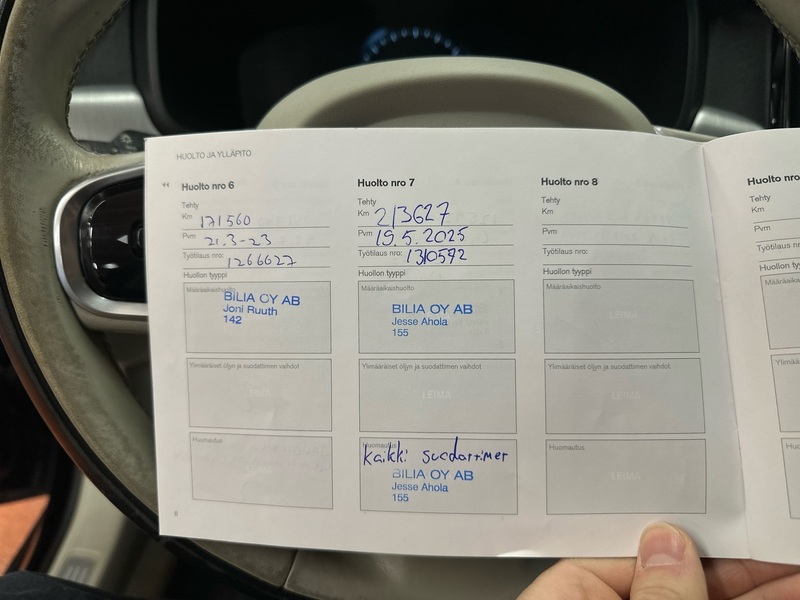 HUOLTO JA YLLÄPITO
Huolto nro 6
Tehty
Km 171560
Pvm 21.3-23
Työtilaus nro: 1266627
Huollon tyyppi
Määräaikaishuolto
BILIA OY AB
Joni Ruuth
142
Ylimääräiset öljyn ja suodattimen vaihdot
LEIMA
Huomautus
LEIMA
8
Huolto nro 7
Tehty
Km 213627
Pvm 19.5.2025
Työtilaus nro: 1310592
Huollon tyyppi
Määräaikaishuolto
BILIA OY AB
Jesse Ahola
155
Ylimääräiset öljyn ja suodattimen vaihdot
LEIMA
Huomautus
Kaikki
BILIA OY AB
Jesse Ahola
155
Huolto nro 8
Tehty
Km
Pvm
Työtilaus nro:
Huollon tyyppi
Määräaikaishuolto
LEIMA
Ylimääräiset öljyn ja suodattimen vaihdot
LEIMA
Huomautus
LEIMA
Huolto nro
Tehty
Km
Pvm
Työtilaus nro
Huollon